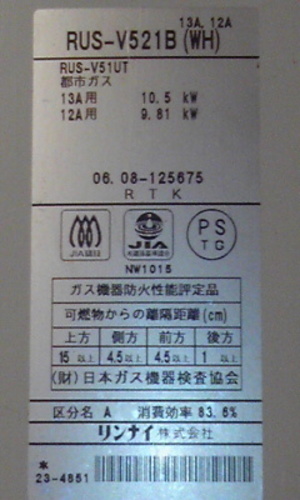 13A, 12A
RUS-V521B(WH)
RUS-V51UT
都市ガス
13A用 10.5 kW
12A用 9.81 kW
06.08-125675
RTK
JIA認証
JIA
PS
TG
NW1015
ガス機器防火性能評定品
可燃物からの離隔距離(cm)
上方 側方 前方 後方
15以上 4.5以上 4.5以上 1以上
(財)日本ガス機器検査協会
区分名 A 消費効率 83.6%
リンナイ株式会社
*
23-4851